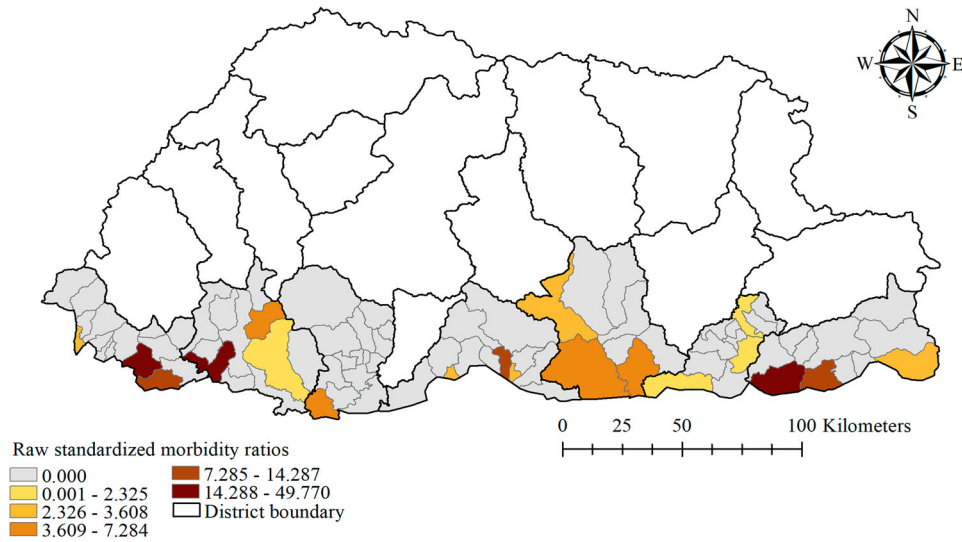 N
W E
S
0 25 50 100 Kilometers
Raw standardized morbidity ratios
0.000
0.001 - 2.325
2.326 - 3.608
3.609 - 7.284
7.285 - 14.287
14.288 - 49.770
District boundary